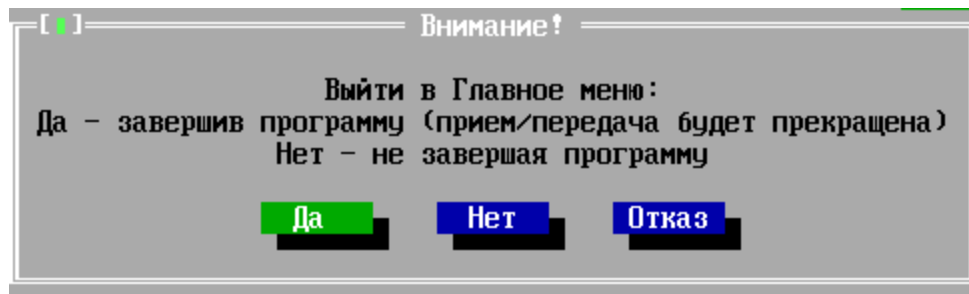 [▮] Внимание!
Выйти в Главное меню:
Да - завершив программу (прием/передача будет прекращена)
Нет - не завершая программу
Да Нет Отказ